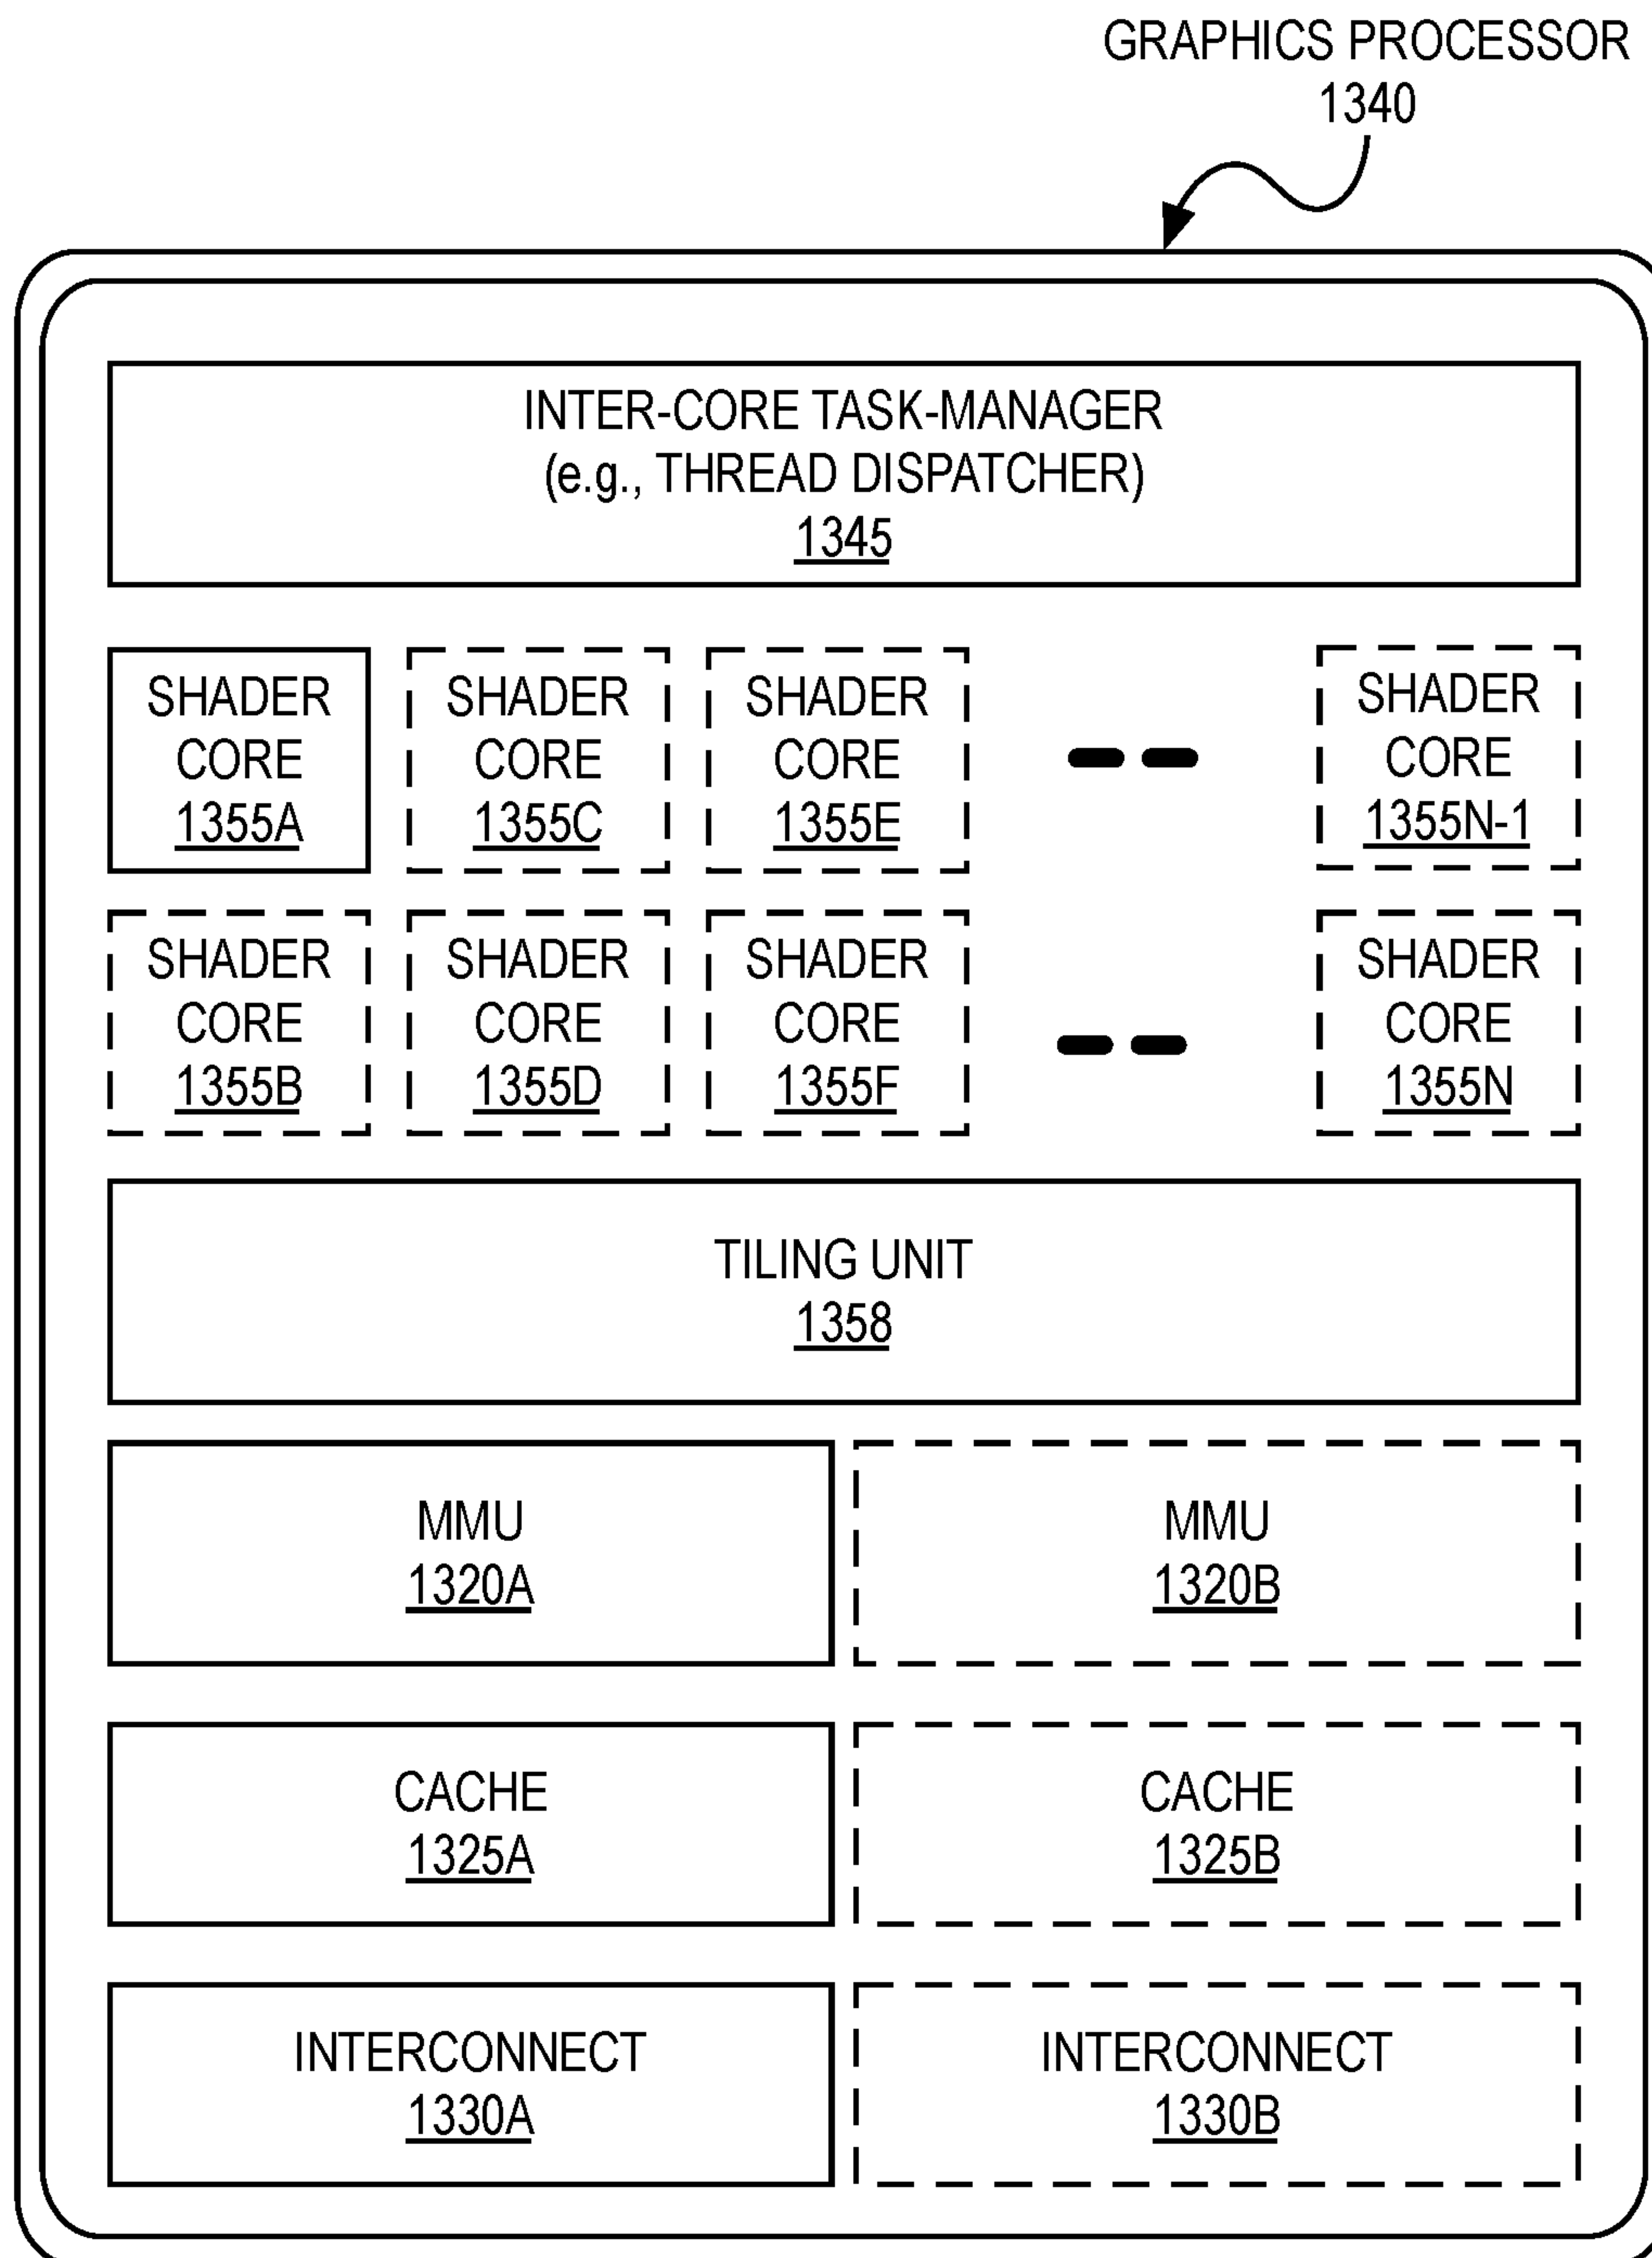 GRAPHICS PROCESSOR
1340
INTER-CORE TASK-MANAGER
(e.g., THREAD DISPATCHER)
1345
SHADER
CORE
1355A
SHADER
CORE
1355C
SHADER
CORE
1355E
SHADER
CORE
1355N-1
SHADER
CORE
1355B
SHADER
CORE
1355D
SHADER
CORE
1355F
SHADER
CORE
1355N
TILING UNIT
1358
MMU
1320A
MMU
1320B
CACHE
1325A
CACHE
1325B
INTERCONNECT
1330A
INTERCONNECT
1330B